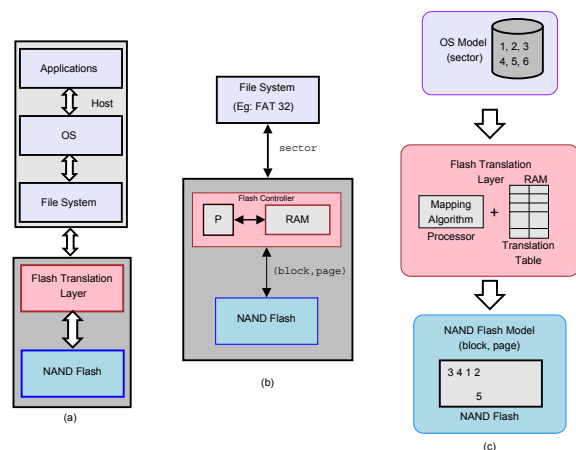 Applications
Host
OS
File System
Flash Translation
Layer
NAND Flash
(a)
File System
(Eg: FAT 32)
sector
Flash Controller
P
RAM
(block,page)
NAND Flash
(b)
OS Model
(sector)
1, 2, 3
4, 5, 6
Flash Translation
Layer
RAM
Mapping
Algorithm
+
Processor
Translation
Table
NAND Flash Model
(block, page)
3 4 1 2
5
NAND Flash
(c)